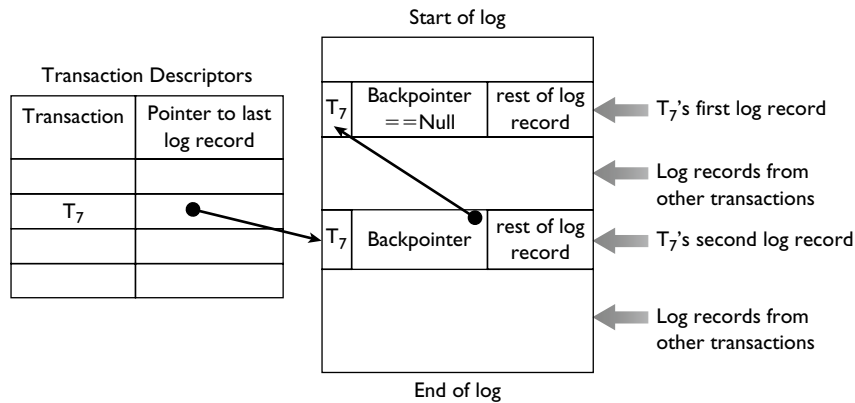 Start of log
Transaction Descriptors
Transaction
Pointer to last
log record
T7
T7
Backpointer
==Null
rest of log
record
T7's first log record
Log records from
other transactions
T7
Backpointer
rest of log
record
T7's second log record
Log records from
other transactions
End of log